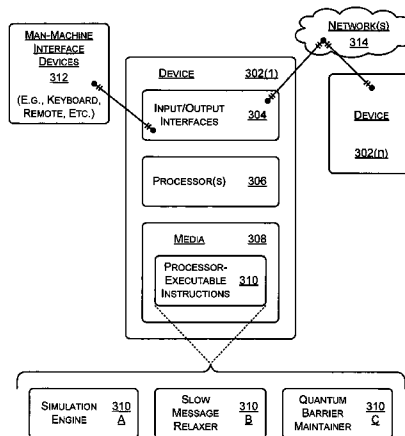 MAN-MACHINE
INTERFACE
DEVICES
312
(E.G., KEYBOARD,
REMOTE, ETC.)
NETWORK(S)
314
DEVICE 302(1)
INPUT/OUTPUT
INTERFACES 304
DEVICE
302(n)
PROCESSOR(S) 306
MEDIA 308
PROCESSOR-
EXECUTABLE 310
INSTRUCTIONS
SIMULATION
ENGINE
310
A
SLOW
MESSAGE
RELAXER
310
B
QUANTUM
BARRIER
MAINTAINER
310
C